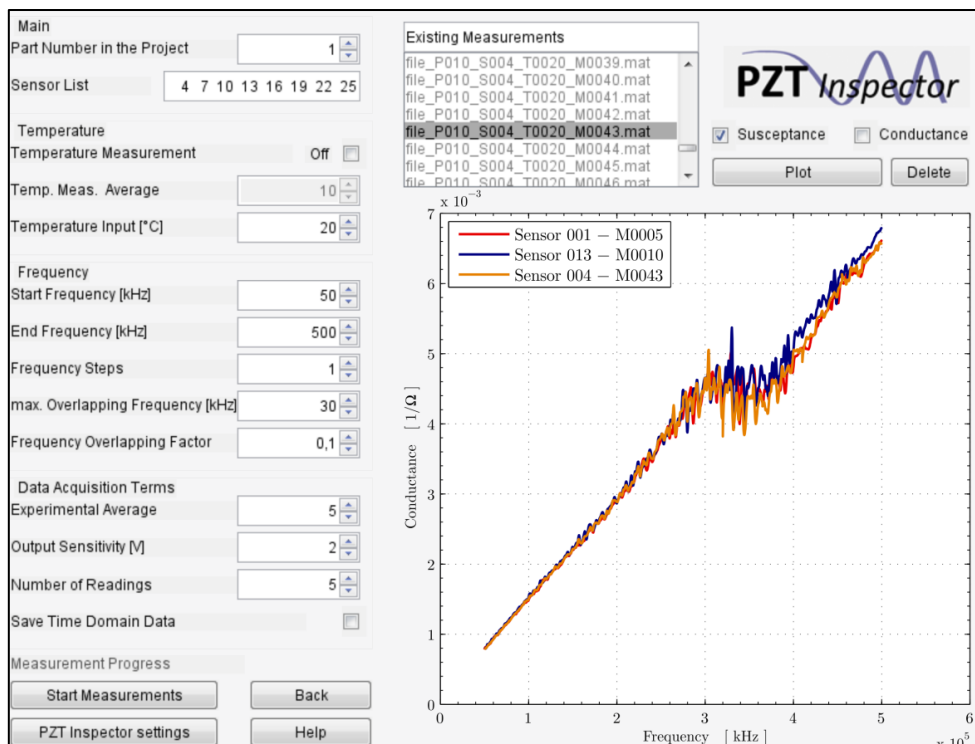 Main
Part Number in the Project 1
Sensor List 4 7 10 13 16 19 22 25
Temperature
Temperature Measurement Off
Temp. Meas. Average 10
Temperature Input [°C] 20
Frequency
Start Frequency [kHz] 50
End Frequency [kHz] 500
Frequency Steps 1
max. Overlapping Frequency [kHz] 30
Frequency Overlapping Factor 0,1
Data Acquisition Terms
Experimental Average 5
Output Sensitivity [V] 2
Number of Readings 5
Save Time Domain Data
Measurement Progress
Start Measurements Back
PZT Inspector settings Help
Existing Measurements
file_P010_S004_T0020_M0039.mat
file_P010_S004_T0020_M0040.mat
file_P010_S004_T0020_M0041.mat
file_P010_S004_T0020_M0042.mat
file_P010_S004_T0020_M0043.mat
file_P010_S004_T0020_M0044.mat
file_P010_S004_T0020_M0045.mat
file_P010_S004_T0020_M0046.mat
PZT Inspector
Susceptance Conductance
Plot Delete
x 10⁻³
7
6
5
4
3
2
1
0
Conductance [ 1/Ω ]
Sensor 001 − M0005
Sensor 013 − M0010
Sensor 004 − M0043
0 1 2 3 4 5 6
Frequency [ kHz ]
x 10⁵